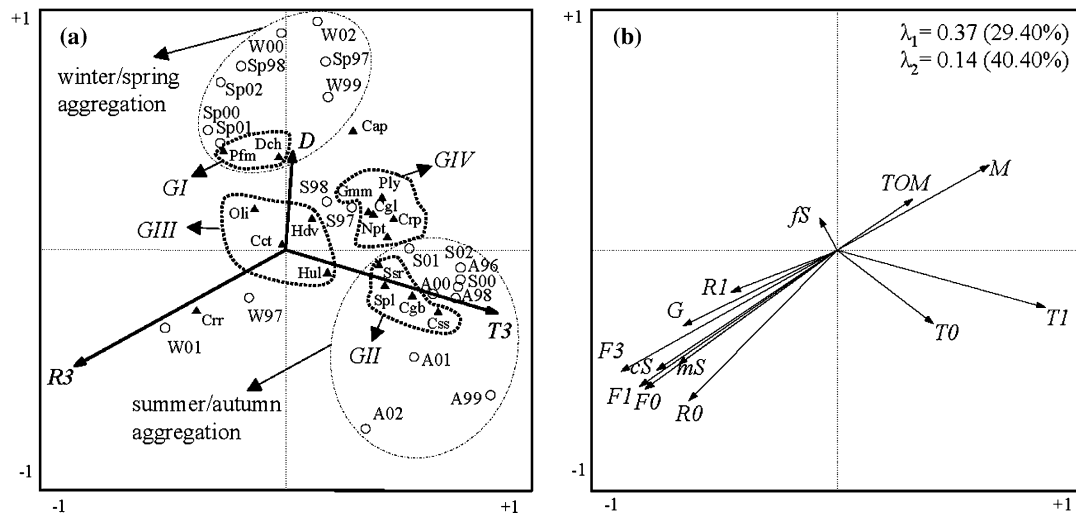 +1
(a)
W00
W02
Sp98
Sp97
winter/spring
aggregation
Sp02
W99
Sp00
Sp01
Cap
Dch
D
Pfm
GI
GIV
S98
Gmm
Ply
Oli
S97
Cgl
GIII
Hdv
Crp
Npt
Cct
S01
S02
A96
Hul
Ssr
S00
A00
A98
Spl
W97
Cgb
Crr
Css
T3
W01
GII
A01
R3
summer/autumn
aggregation
A99
A02
-1
-1
+1
+1
(b)
λ1= 0.37 (29.40%)
λ2= 0.14 (40.40%)
M
TOM
fS
R1
G
T0
T1
F3
cS
mS
F1
F0
R0
-1
-1
+1